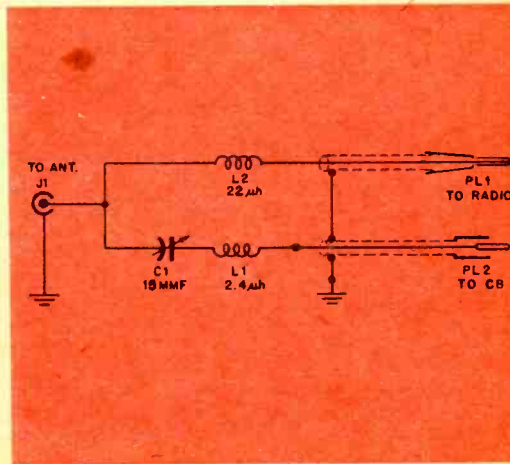 TO ANT.
J1
L2
22µh
PL1
TO RADIO
C1
15MMF
L1
2.4µh
PL2
TO CB